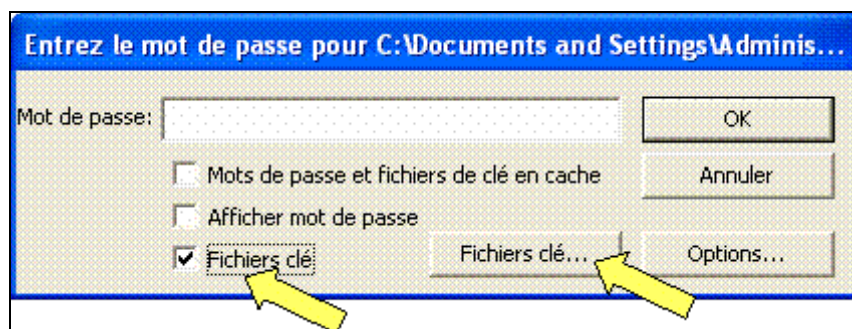 Entrez le mot de passe pour C:\Documents and Settings\Adminis...
Mot de passe:
OK
Mots de passe et fichiers de clé en cache
Annuler
Afficher mot de passe
Fichiers clé
Fichiers clé...
Options...